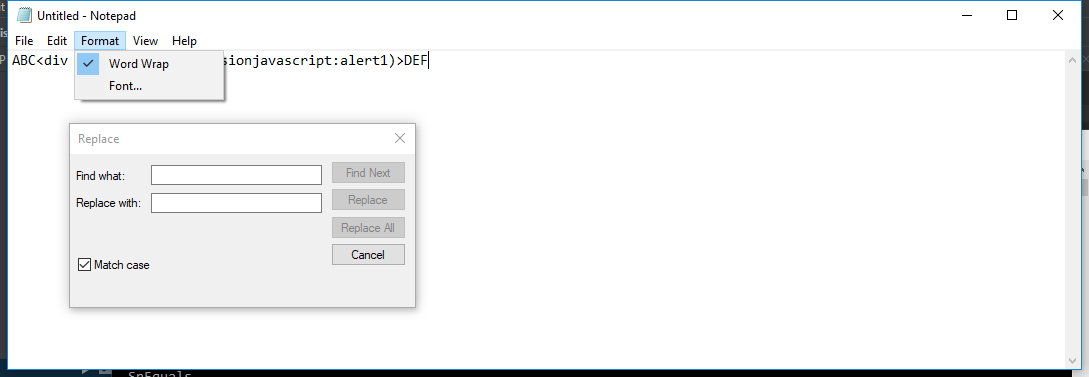 Untitled - Notepad
File Edit Format View Help
ABC<div sionjavascript:alert1)>DEF
Word Wrap
Font...
Replace
Find what:
Find Next
Replace with:
Replace
Replace All
Cancel
Match case
SnEquals